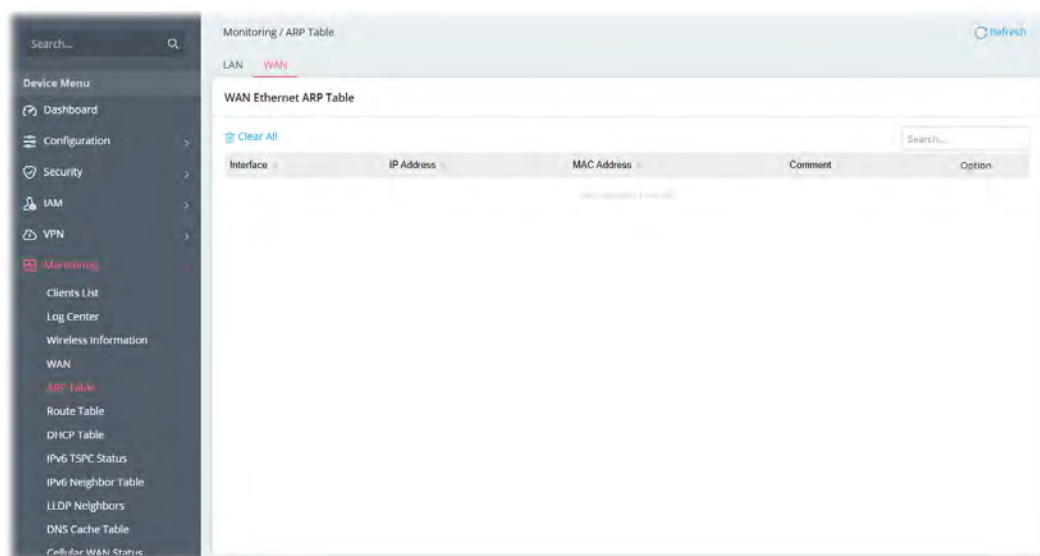 Search...
Device Menu
Dashboard
Configuration
Security
IAM
VPN
Monitoring
Clients List
Log Center
Wireless Information
WAN
ARP Table
Route Table
DHCP Table
IPv6 TSPC Status
IPv6 Neighbor Table
LLDP Neighbors
DNS Cache Table
Cellular WAN Status
Monitoring / ARP Table
Refresh
LAN WAN
WAN Ethernet ARP Table
Clear All
Search...
Interface IP Address MAC Address Comment Option